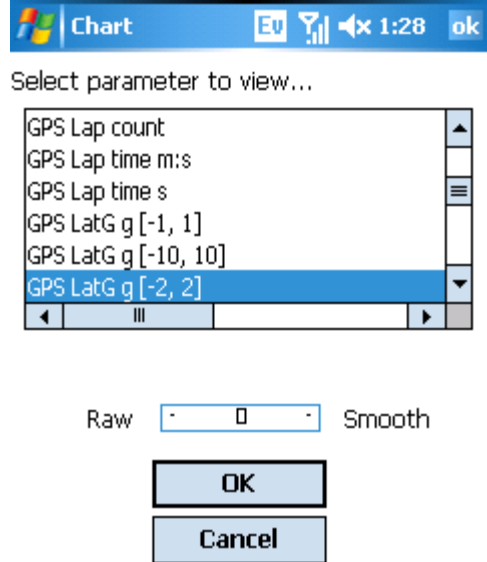 Chart Ev 1:28 ok
Select parameter to view...
GPS Lap count
GPS Lap time m:s
GPS Lap time s
GPS LatG g [-1, 1]
GPS LatG g [-10, 10]
GPS LatG g [-2, 2]
Raw Smooth
OK
Cancel